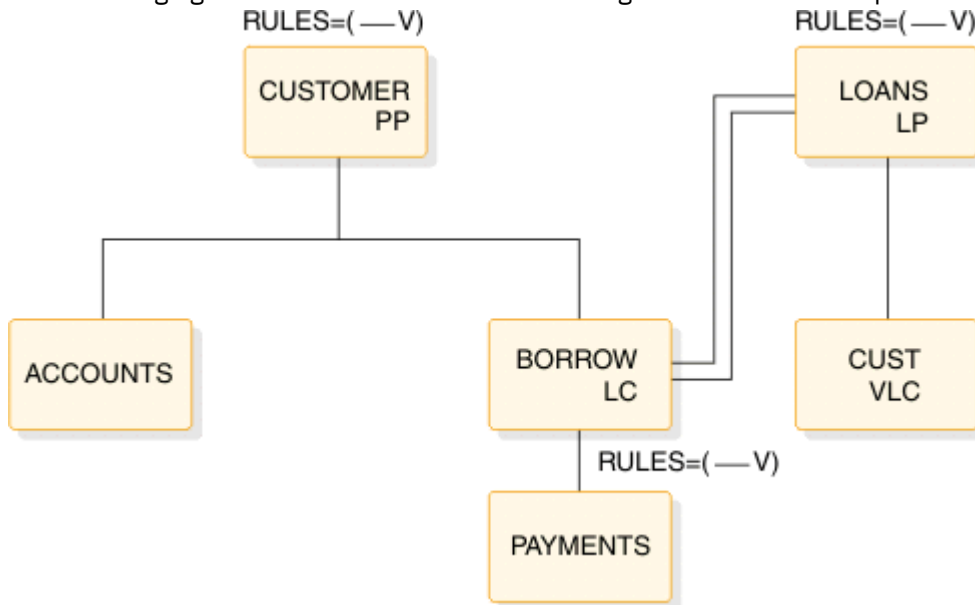 RULES=( — V)
RULES=( — V)
CUSTOMER
PP
LOANS
LP
ACCOUNTS
BORROW
LC
CUST
VLC
RULES=( — V)
PAYMENTS